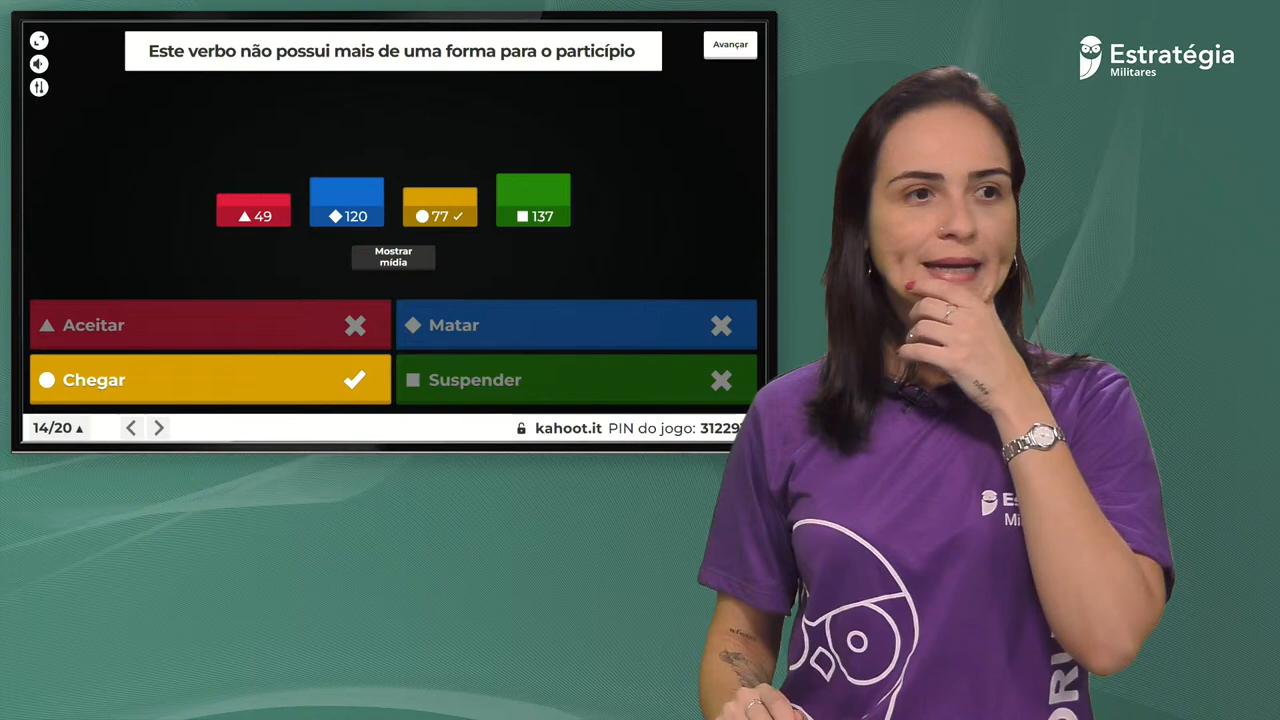 Este verbo não possui mais de uma forma para o particípio
Avançar
Estratégia
Militares
49
120
77
137
Mostrar
mídia
Aceitar
Matar
Chegar
Suspender
14/20
kahoot.it PIN do jogo: 31229